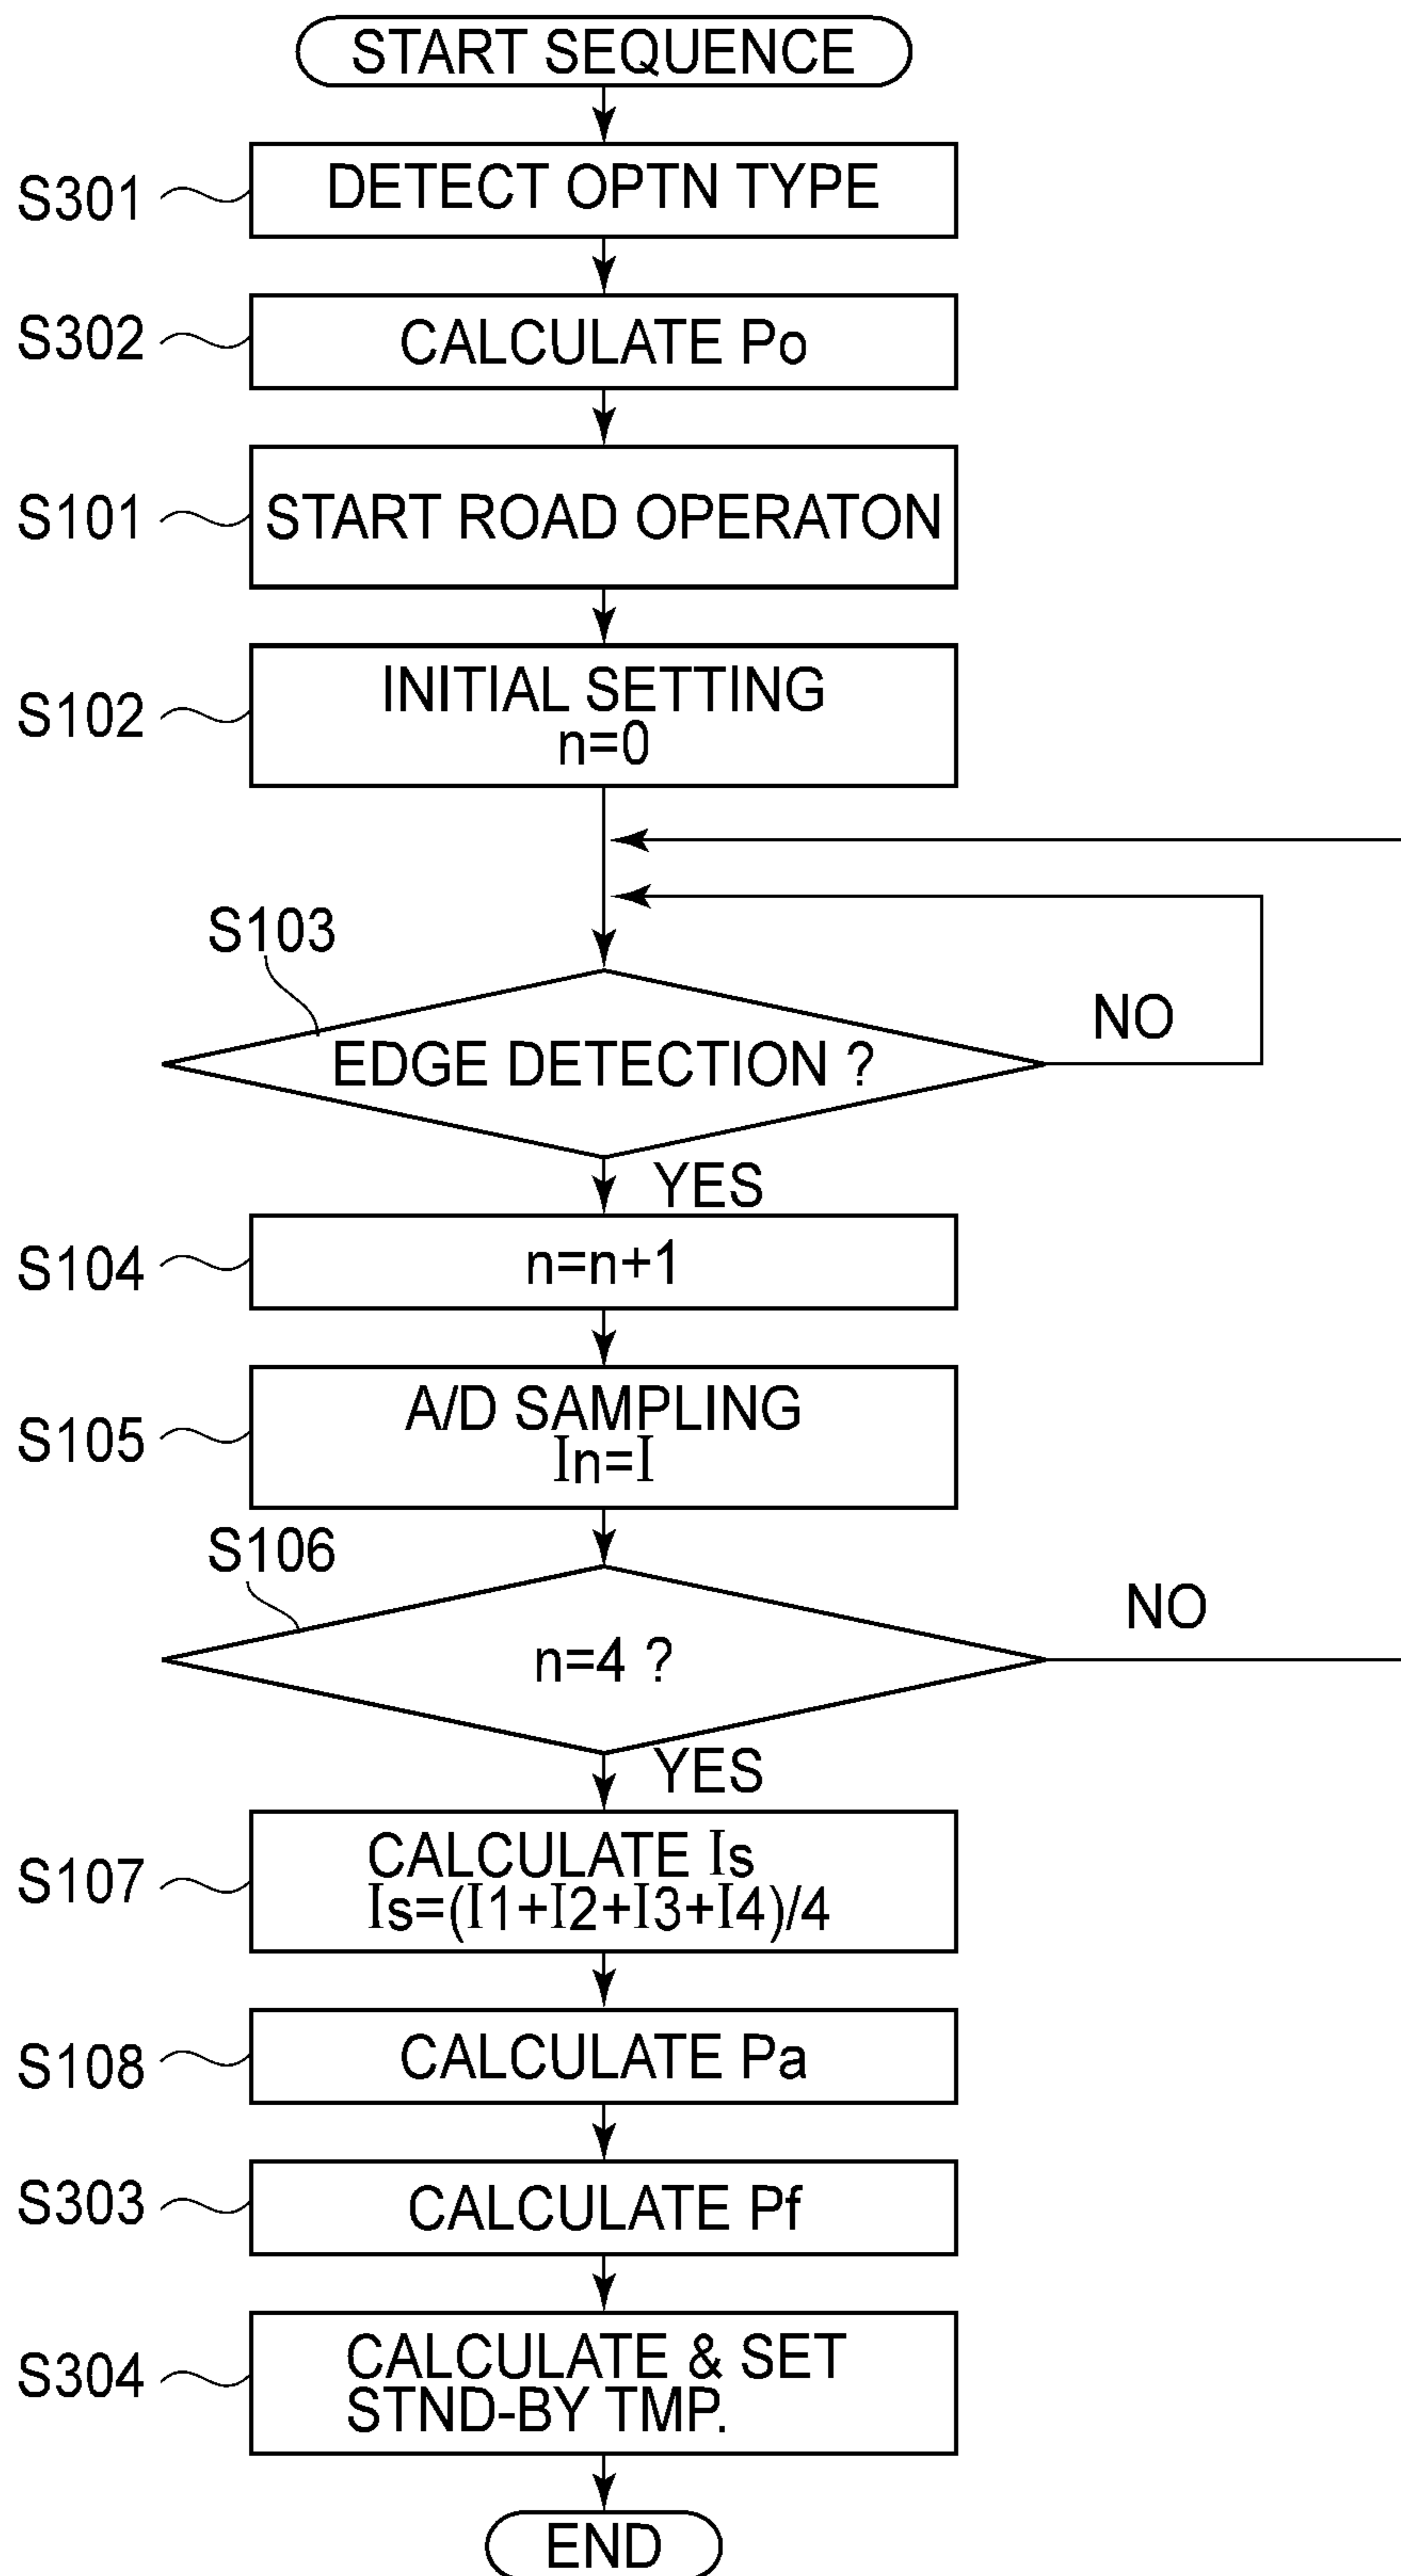 START SEQUENCE
S301
DETECT OPTN TYPE
S302
CALCULATE Po
S101
START ROAD OPERATON
S102
INITIAL SETTING
n=0
S103
EDGE DETECTION ?
NO
YES
S104
n=n+1
S105
A/D SAMPLING
In=I
S106
n=4 ?
NO
YES
S107
CALCULATE Is
Is=(I1+I2+I3+I4)/4
S108
CALCULATE Pa
S303
CALCULATE Pf
S304
CALCULATE & SET
STND-BY TMP.
END